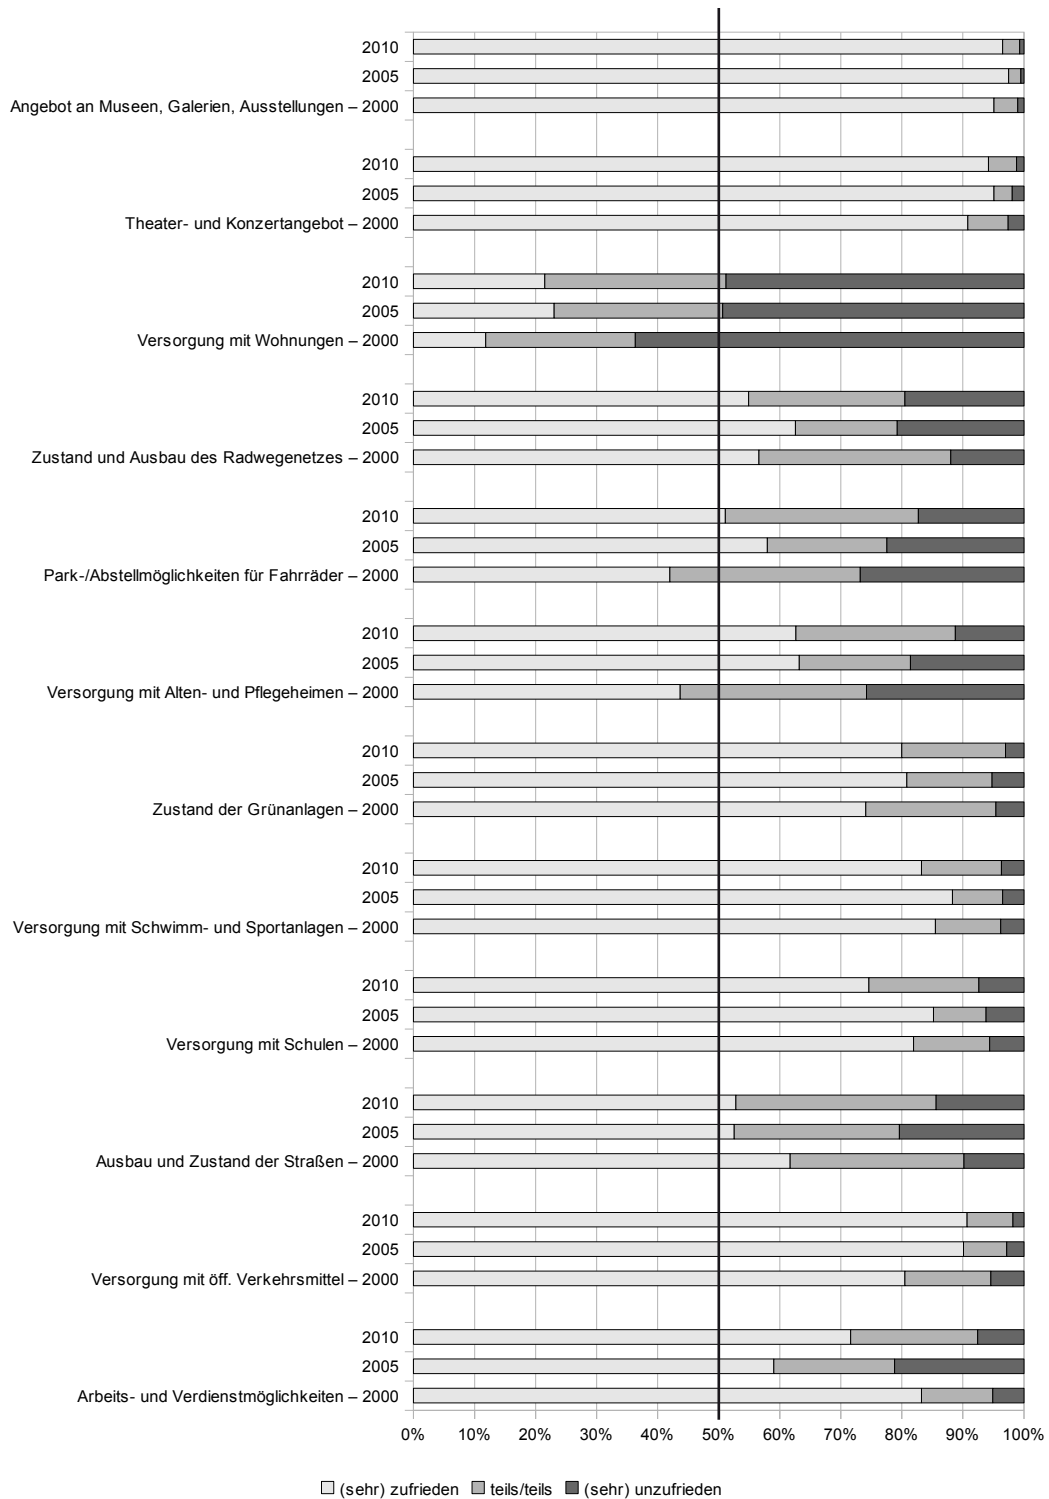 2010
2005
Angebot an Museen, Galerien, Ausstellungen – 2000
2010
2005
Theater- und Konzertangebot – 2000
2010
2005
Versorgung mit Wohnungen – 2000
2010
2005
Zustand und Ausbau des Radwegenetzes – 2000
2010
2005
Park-/Abstellmöglichkeiten für Fahrräder – 2000
2010
2005
Versorgung mit Alten- und Pflegeheimen – 2000
2010
2005
Zustand der Grünanlagen – 2000
2010
2005
Versorgung mit Schwimm- und Sportanlagen – 2000
2010
2005
Versorgung mit Schulen – 2000
2010
2005
Ausbau und Zustand der Straßen – 2000
2010
2005
Versorgung mit öff. Verkehrsmittel – 2000
2010
2005
Arbeits- und Verdienstmöglichkeiten – 2000
0% 10% 20% 30% 40% 50% 60% 70% 80% 90% 100%
(sehr) zufrieden teils/teils (sehr) unzufrieden